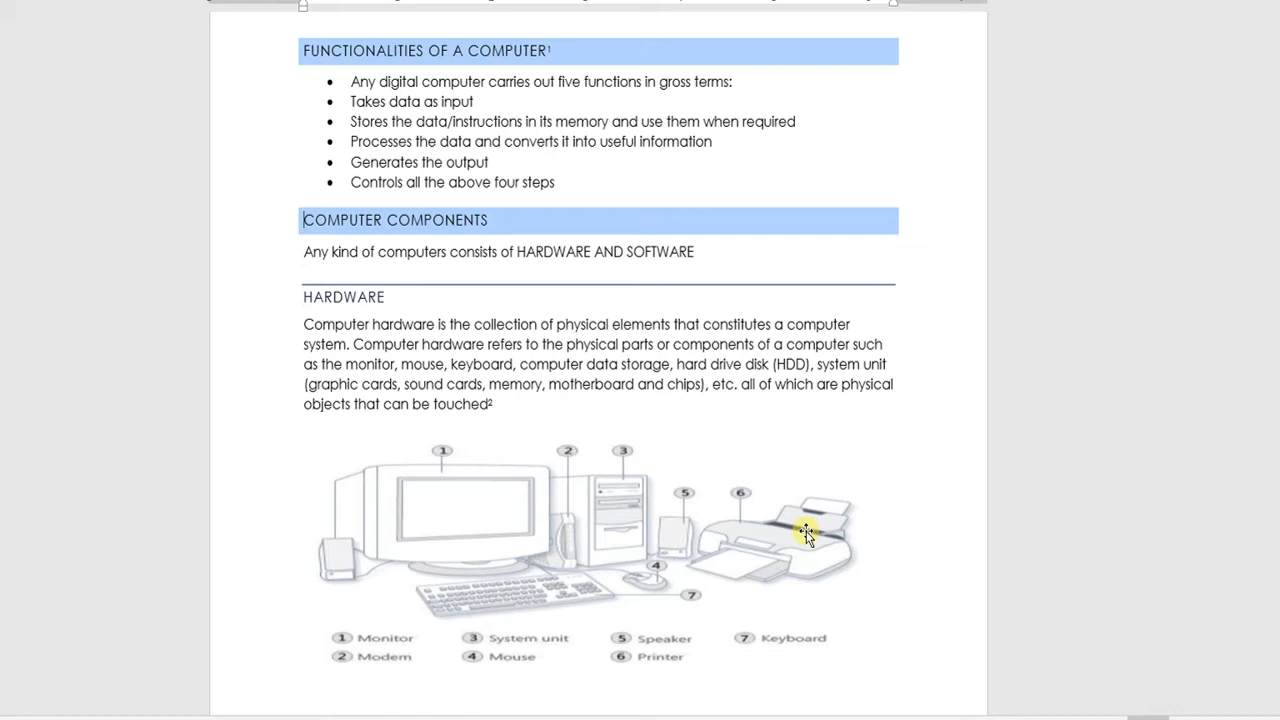 FUNCTIONALITIES OF A COMPUTER¹
• Any digital computer carries out five functions in gross terms:
• Takes data as input
• Stores the data/instructions in its memory and use them when required
• Processes the data and converts it into useful information
• Generates the output
• Controls all the above four steps
COMPUTER COMPONENTS
Any kind of computers consists of HARDWARE AND SOFTWARE
HARDWARE
Computer hardware is the collection of physical elements that constitutes a computer
system. Computer hardware refers to the physical parts or components of a computer such
as the monitor, mouse, keyboard, computer data storage, hard drive disk (HDD), system unit
(graphic cards, sound cards, memory, motherboard and chips), etc. all of which are physical
objects that can be touched²
1 2 3
5 6
4
7
1 Monitor 3 System unit 5 Speaker 7 Keyboard
2 Modem 4 Mouse 6 Printer